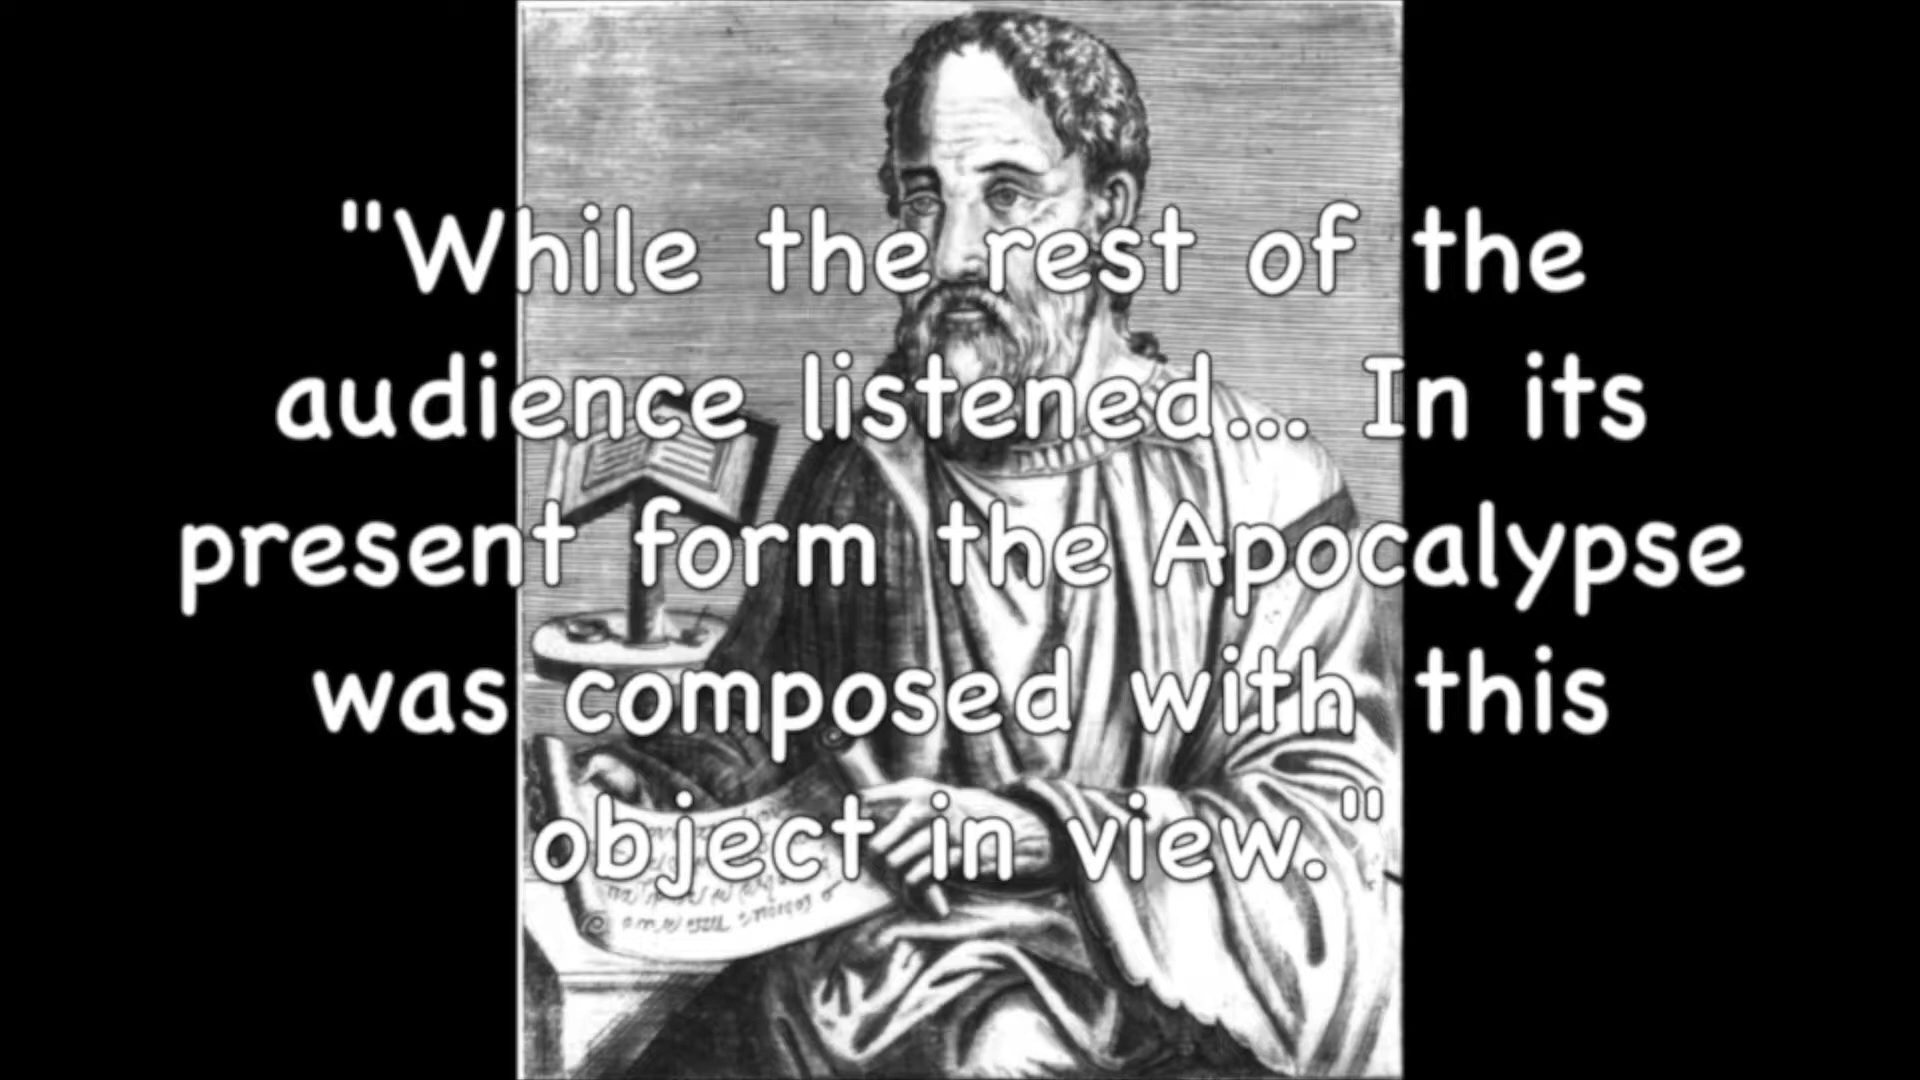 "While the rest of the
audience listened... In its
present form the Apocalypse
was composed with this
object in view."